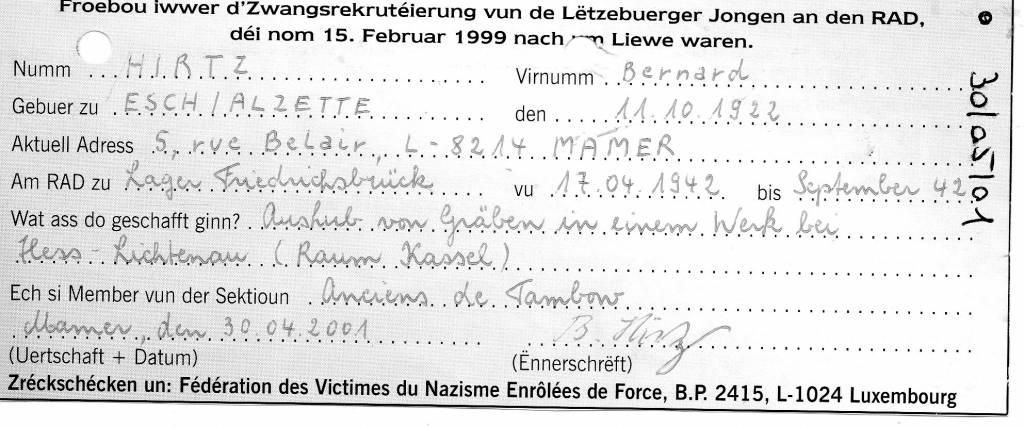 Froebou iwwer d'Zwangsrekrutéierung vun de Lëtzebuerger Jongen an den RAD,
déi nom 15. Februar 1999 nach um Liewe waren.
Numm HIRTZ Virnumm Bernard
Gebuer zu ESCH/ALZETTE den 11.10.1922
Aktuell Adress 5, rue Belair, L-8214 MAMER
Am RAD zu Lager Friedrichsbrück vu 17.04.1942 bis September 42
Wat ass do geschafft ginn? Aushub von Gräben in einem Werk bei
Hess-Lichtenau (Raum Kassel)
Ech si Member vun der Sektioun Anciens de Tambow
Mamer, den 30.04.2001 B. Hirtz
(Uertschaft + Datum) (Ënnerschrëft)
Zréckschécken un: Fédération des Victimes du Nazisme Enrôlées de Force, B.P. 2415, L-1024 Luxembourg
30/05/01